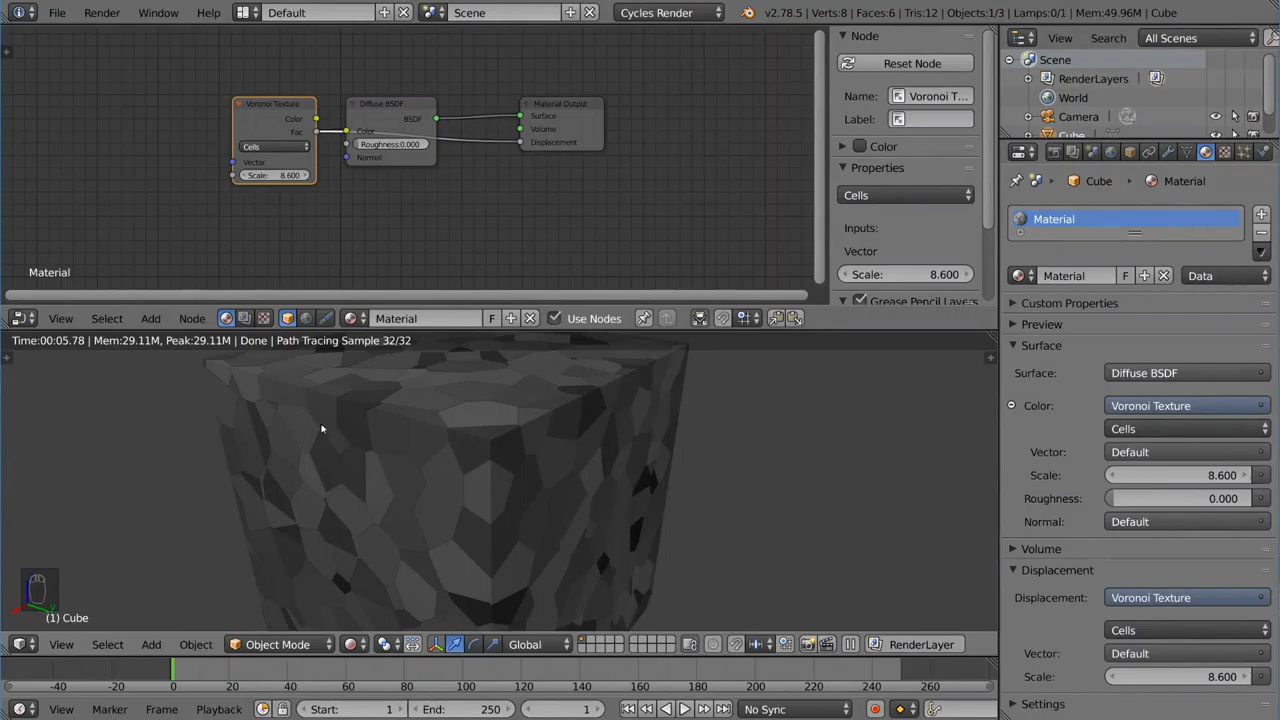 File Render Window Help Default Scene Cycles Render v2.78.5 | Verts:8 | Faces:6 | Tris:12 | Objects:1/3 | Lamps:0/1 | Mem:49.96M | Cube
Node
View Search All Scenes
Scene
Reset Node
RenderLayers
World
Name: Voronoi T...
Label:
Camera
Cube
Voronoi Texture
Color
Fac
Cells
Vector
Scale: 8.600
Diffuse BSDF
BSDF
Color
Roughness:0.000
Normal
Material Output
Surface
Volume
Displacement
Color
Properties
Cells
Inputs:
Vector
Scale: 8.600
Grease Pencil Layers
Material
View Select Add Node Material F Use Nodes
Cube Material
Material
Material F Data
Custom Properties
Preview
Surface
Surface: Diffuse BSDF
Color: Voronoi Texture
Cells
Vector: Default
Scale: 8.600
Roughness: 0.000
Normal: Default
Volume
Displacement
Displacement: Voronoi Texture
Cells
Vector: Default
Scale: 8.600
Settings
Time:00:05.78 | Mem:29.11M, Peak:29.11M | Done | Path Tracing Sample 32/32
(1) Cube
View Select Add Object Object Mode Global RenderLayer
-40 -20 0 20 40 60 80 100 120 140 160 180 200 220 240 260
View Marker Frame Playback Start: 1 End: 250 1 No Sync